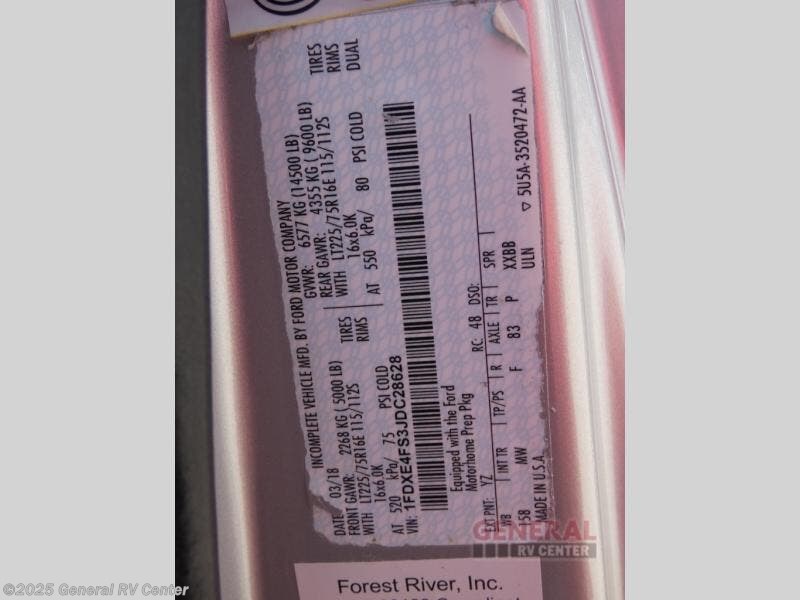 INCOMPLETE VEHICLE MFD. BY FORD MOTOR COMPANY
DATE: 03/18 GVWR: 6577 KG (14500 LB)
FRONT GAWR: 2268 KG (5000 LB) REAR GAWR: 4355 KG (9600 LB)
WITH LT225/75R16E 115/112S TIRES WITH LT225/75R16E 115/112S TIRES
16x6.0K RIMS 16x6.0K RIMS
AT 520 kPa/ 75 PSI COLD AT 550 kPa/ 80 PSI COLD DUAL
VIN: 1FDXE4FS3JDC28628
Equipped with the Ford
Motorhome Prep Pkg
EXT PNT: YZ RC: 48 DSO:
WB INT TR TP/PS R AXLE TR SPR
158 MW F 83 P XXBB
MADE IN U.S.A. ULN
▽ 5U5A-3520472-AA
Forest River, Inc.
GENERAL
RV CENTER
©2025 General RV Center